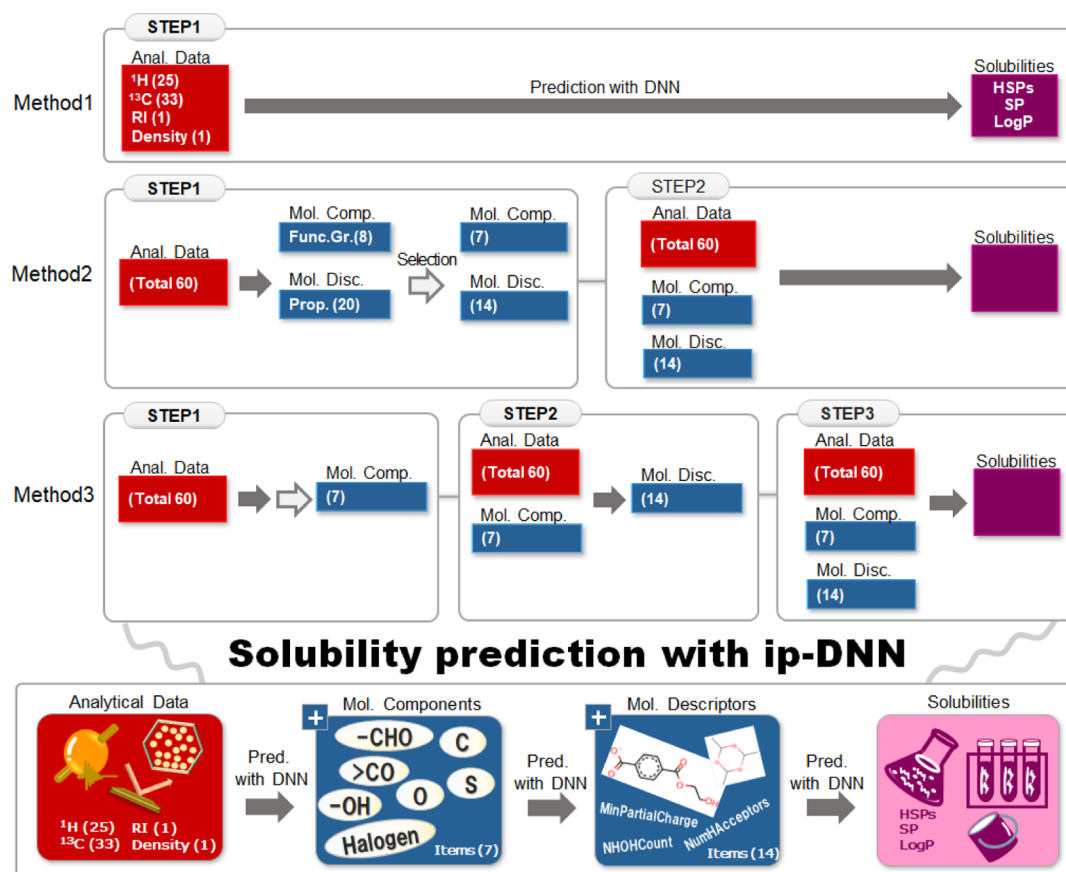 STEP1
Anal. Data
¹H (25)
¹³C (33)
RI (1)
Density (1)
Method1
Prediction with DNN
Solubilities
HSPs
SP
LogP
STEP1
Method2
Anal. Data
(Total 60)
Mol. Comp.
Func.Gr.(8)
Mol. Disc.
Prop. (20)
Selection
Mol. Comp.
(7)
Mol. Disc.
(14)
STEP2
Anal. Data
(Total 60)
Mol. Comp.
(7)
Mol. Disc.
(14)
Solubilities
STEP1
Method3
Anal. Data
(Total 60)
Mol. Comp.
(7)
STEP2
Anal. Data
(Total 60)
Mol. Comp.
(7)
Mol. Disc.
(14)
STEP3
Anal. Data
(Total 60)
Mol. Comp.
(7)
Mol. Disc.
(14)
Solubilities
Solubility prediction with ip-DNN
Analytical Data
¹H (25) RI (1)
¹³C (33) Density (1)
Pred.
with DNN
Mol. Components
+
-CHO
C
>CO
O
S
-OH
Halogen
Items (7)
Pred.
with DNN
Mol. Descriptors
+
O⁻
O
O
O
OH
O
O
O
MinPartialCharge
NHOHCount
NumHAcceptors
Items (14)
Pred.
with DNN
Solubilities
HSPs
SP
LogP